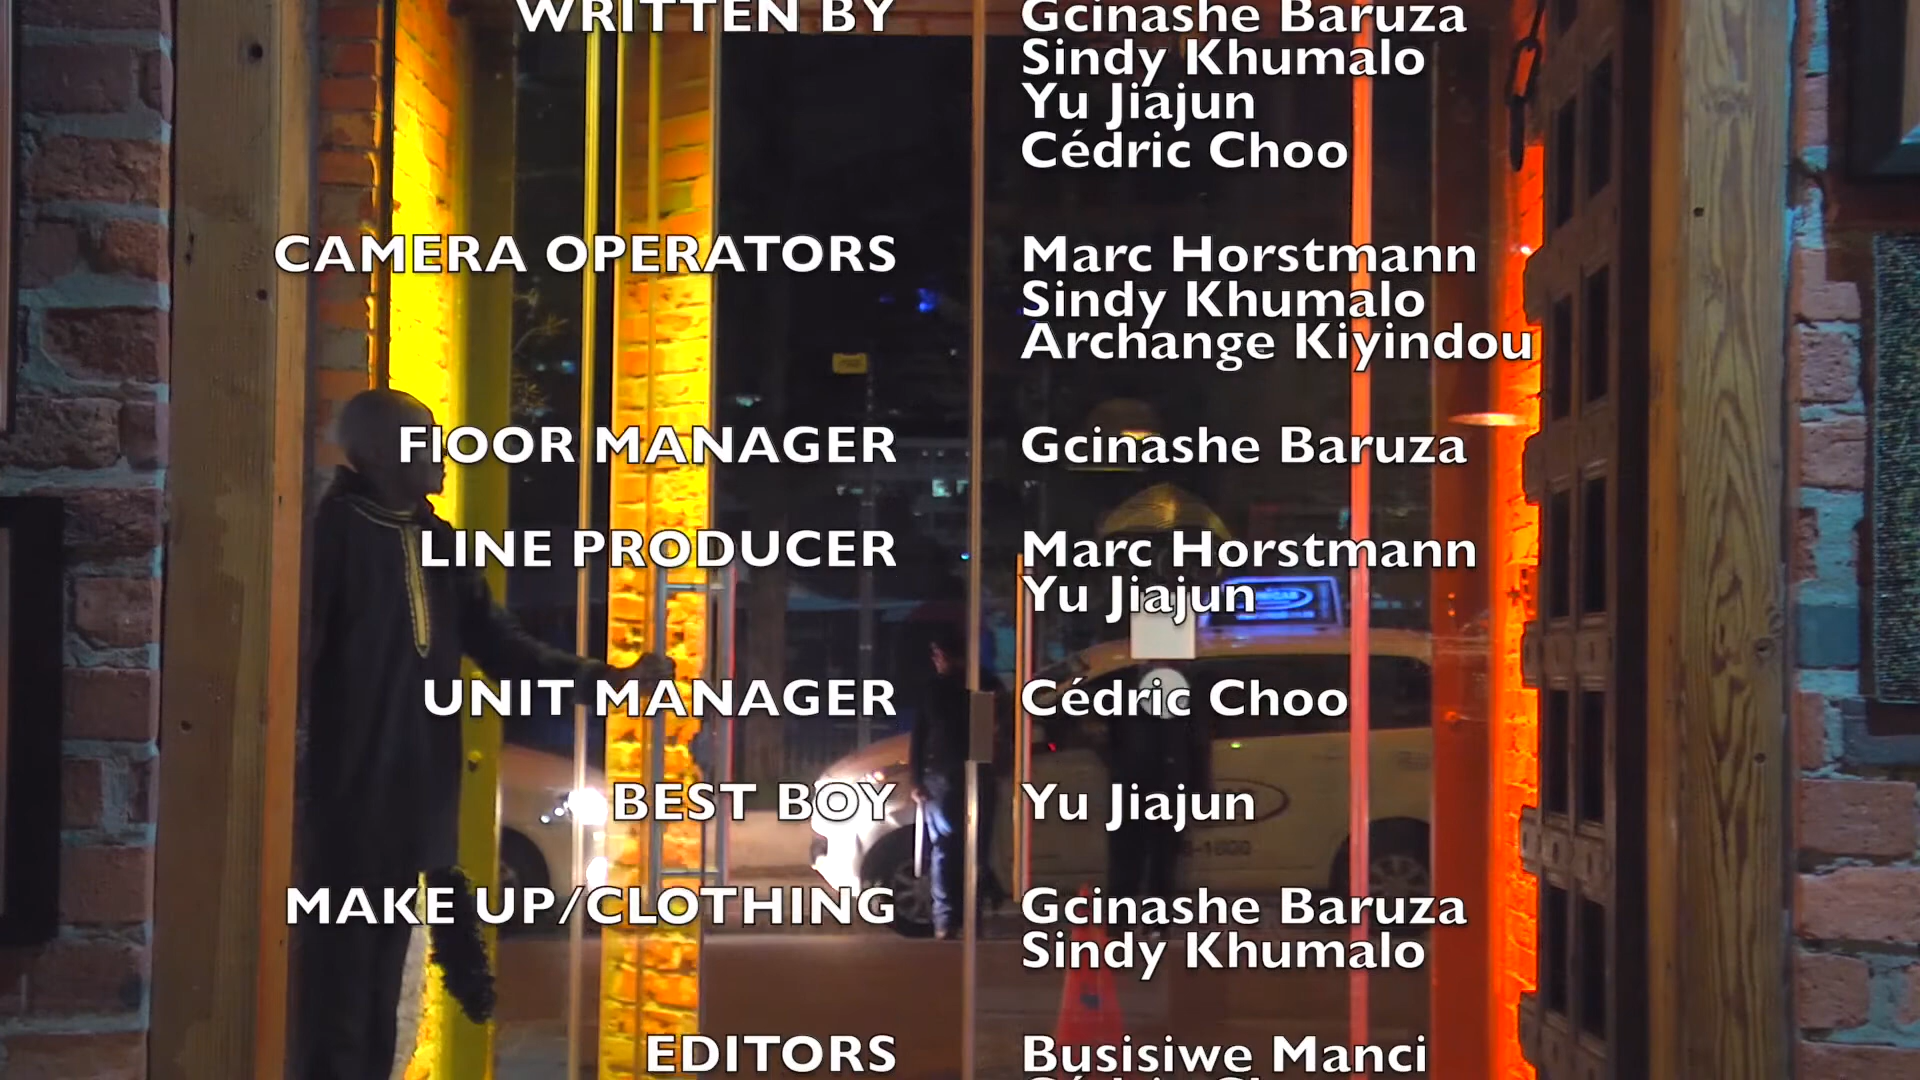 WRITTEN BY Gcinashe Baruza
Sindy Khumalo
Yu Jiajun
Cédric Choo
CAMERA OPERATORS Marc Horstmann
Sindy Khumalo
Archange Kiyindou
FlOOR MANAGER Gcinashe Baruza
LINE PRODUCER Marc Horstmann
Yu Jiajun
UNIT MANAGER Cédric Choo
BEST BOY Yu Jiajun
MAKE UP/CLOTHING Gcinashe Baruza
Sindy Khumalo
EDITORS Busisiwe Manci